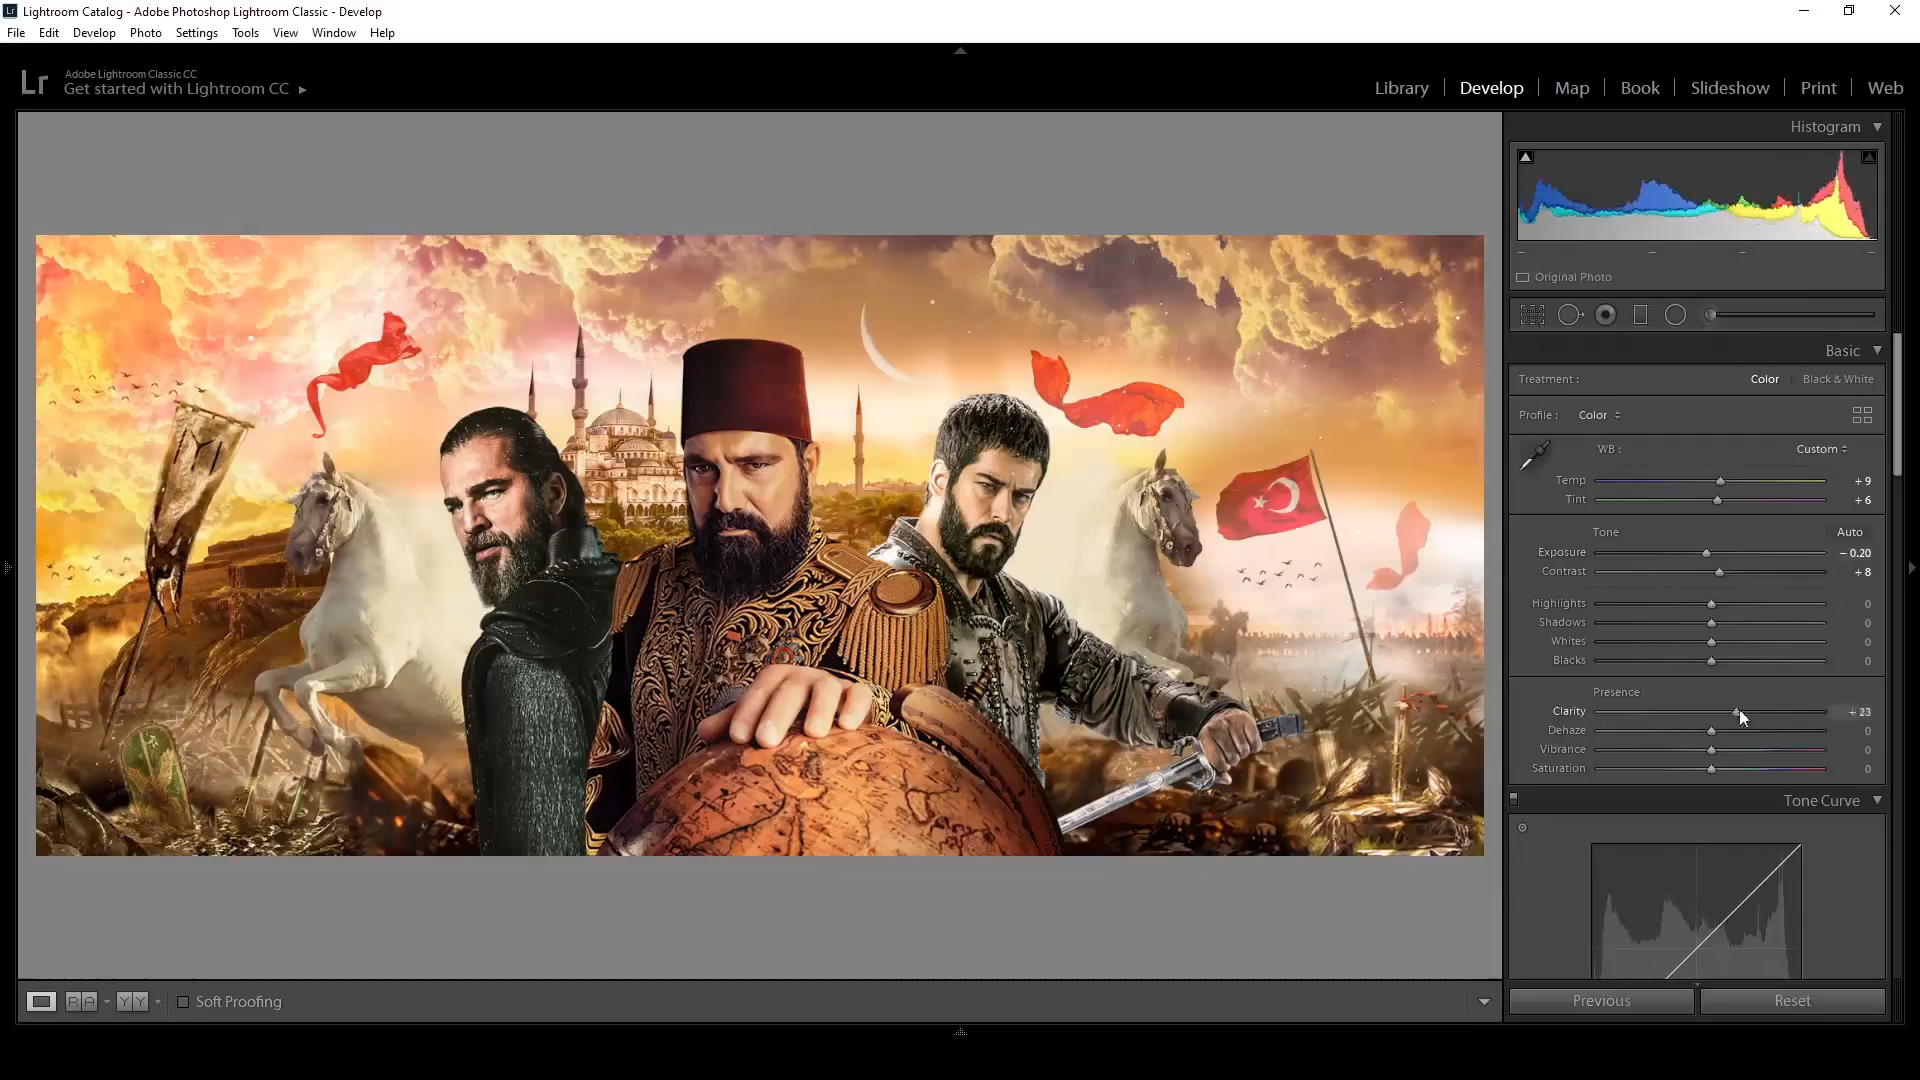 Lr Lightroom Catalog - Adobe Photoshop Lightroom Classic - Develop
File Edit Develop Photo Settings Tools View Window Help
Lr
Adobe Lightroom Classic CC
Get started with Lightroom CC
Library Develop Map Book Slideshow Print Web
Histogram
Original Photo
Basic
Treatment : Color Black & White
Profile : Color
WB : Custom
Temp + 9
Tint + 6
Tone Auto
Exposure − 0.20
Contrast + 8
Highlights 0
Shadows 0
Whites 0
Blacks 0
Presence
Clarity + 23
Dehaze 0
Vibrance 0
Saturation 0
Tone Curve
R A Y Y Soft Proofing
Previous Reset